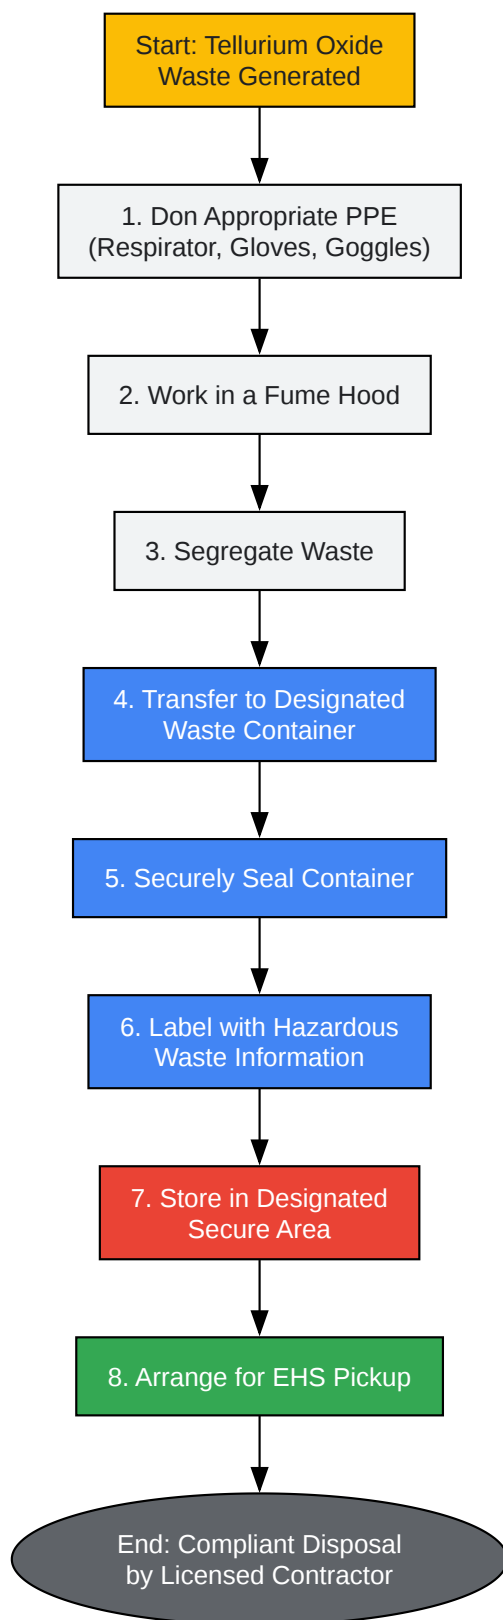 Start: Tellurium Oxide
Waste Generated
1. Don Appropriate PPE
(Respirator, Gloves, Goggles)
2. Work in a Fume Hood
3. Segregate Waste
4. Transfer to Designated
Waste Container
5. Securely Seal Container
6. Label with Hazardous
Waste Information
7. Store in Designated
Secure Area
8. Arrange for EHS Pickup
End: Compliant Disposal
by Licensed Contractor